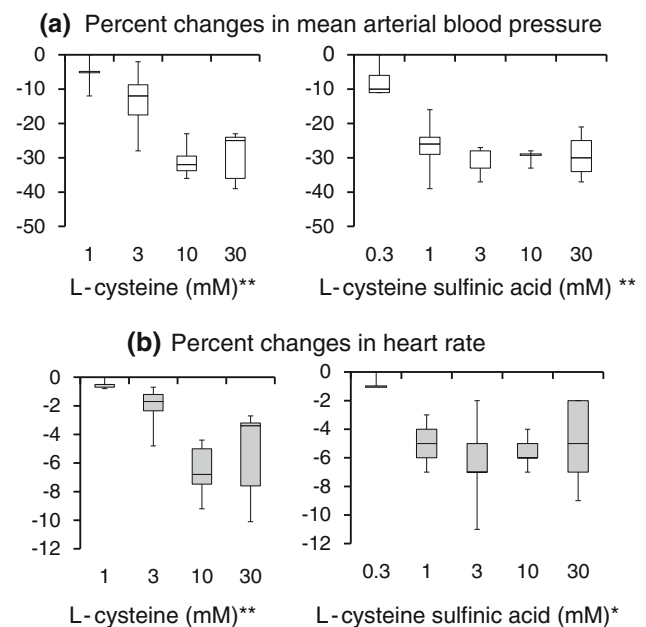 (a) Percent changes in mean arterial blood pressure
0
-10
-20
-30
-40
-50
1 3 10 30
L-cysteine (mM)**
0
-10
-20
-30
-40
-50
0.3 1 3 10 30
L-cysteine sulfinic acid (mM) **
(b) Percent changes in heart rate
0
-2
-4
-6
-8
-10
-12
1 3 10 30
L-cysteine (mM)**
0
-2
-4
-6
-8
-10
-12
0.3 1 3 10 30
L-cysteine sulfinic acid (mM)*